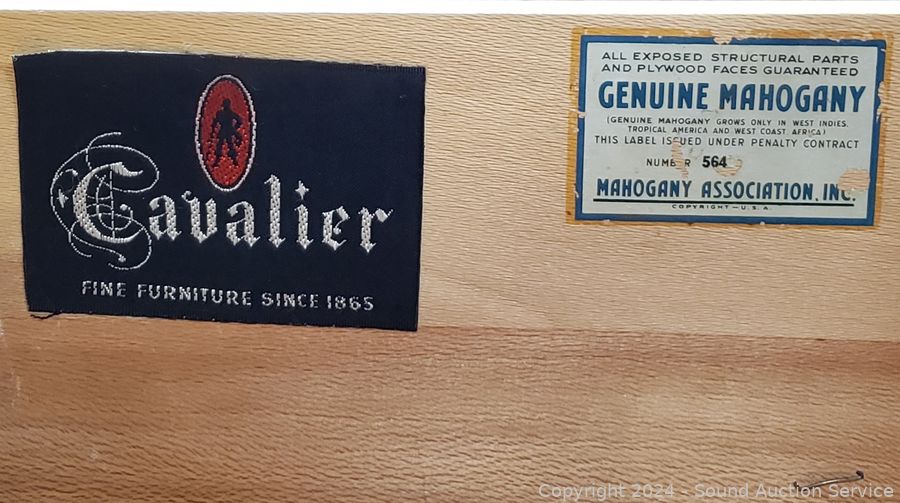 Cavalier
FINE FURNITURE SINCE 1865
ALL EXPOSED STRUCTURAL PARTS
AND PLYWOOD FACES GUARANTEED
GENUINE MAHOGANY
(GENUINE MAHOGANY GROWS ONLY IN WEST INDIES,
TROPICAL AMERICA AND WEST COAST AFRICA)
THIS LABEL ISSUED UNDER PENALTY CONTRACT
NUMBER 564
MAHOGANY ASSOCIATION, INC.
COPYRIGHT — U.S.A
Copyright 2024 - Sound Auction Service